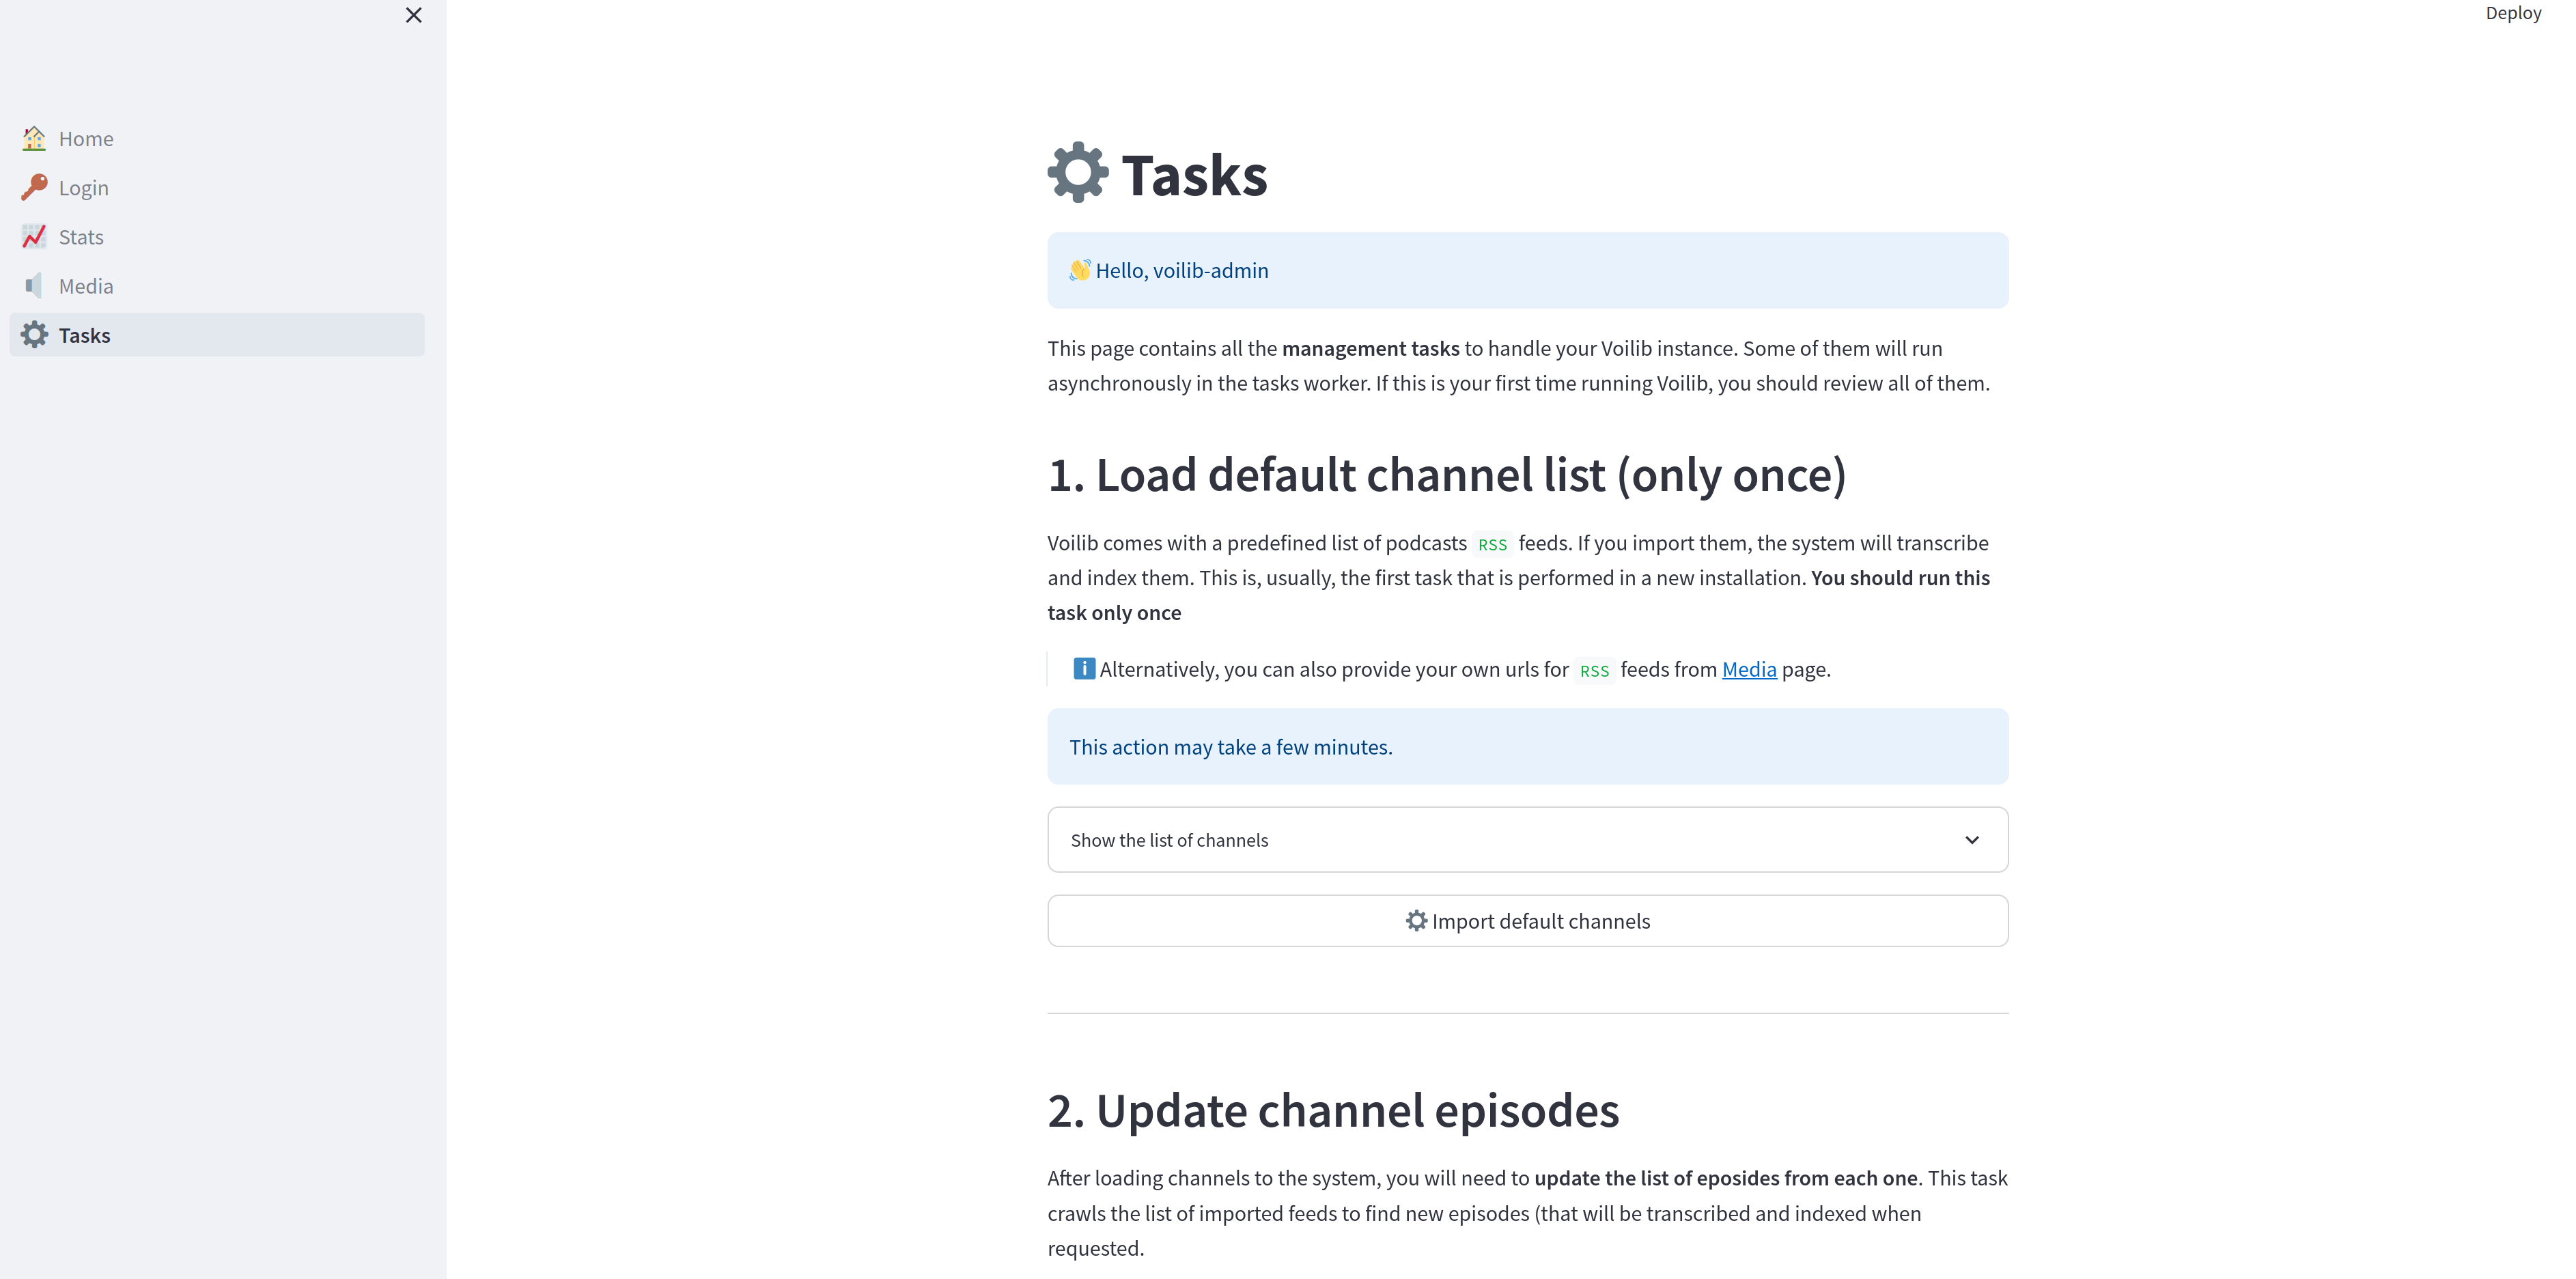 Deploy
Home
Login
Stats
Media
Tasks
Tasks
Hello, voilib-admin
This page contains all the management tasks to handle your Voilib instance. Some of them will run
asynchronously in the tasks worker. If this is your first time running Voilib, you should review all of them.
1. Load default channel list (only once)
Voilib comes with a predefined list of podcasts RSS feeds. If you import them, the system will transcribe
and index them. This is, usually, the first task that is performed in a new installation. You should run this
task only once
Alternatively, you can also provide your own urls for RSS feeds from Media page.
This action may take a few minutes.
Show the list of channels
Import default channels
2. Update channel episodes
After loading channels to the system, you will need to update the list of eposides from each one. This task
crawls the list of imported feeds to find new episodes (that will be transcribed and indexed when
requested.